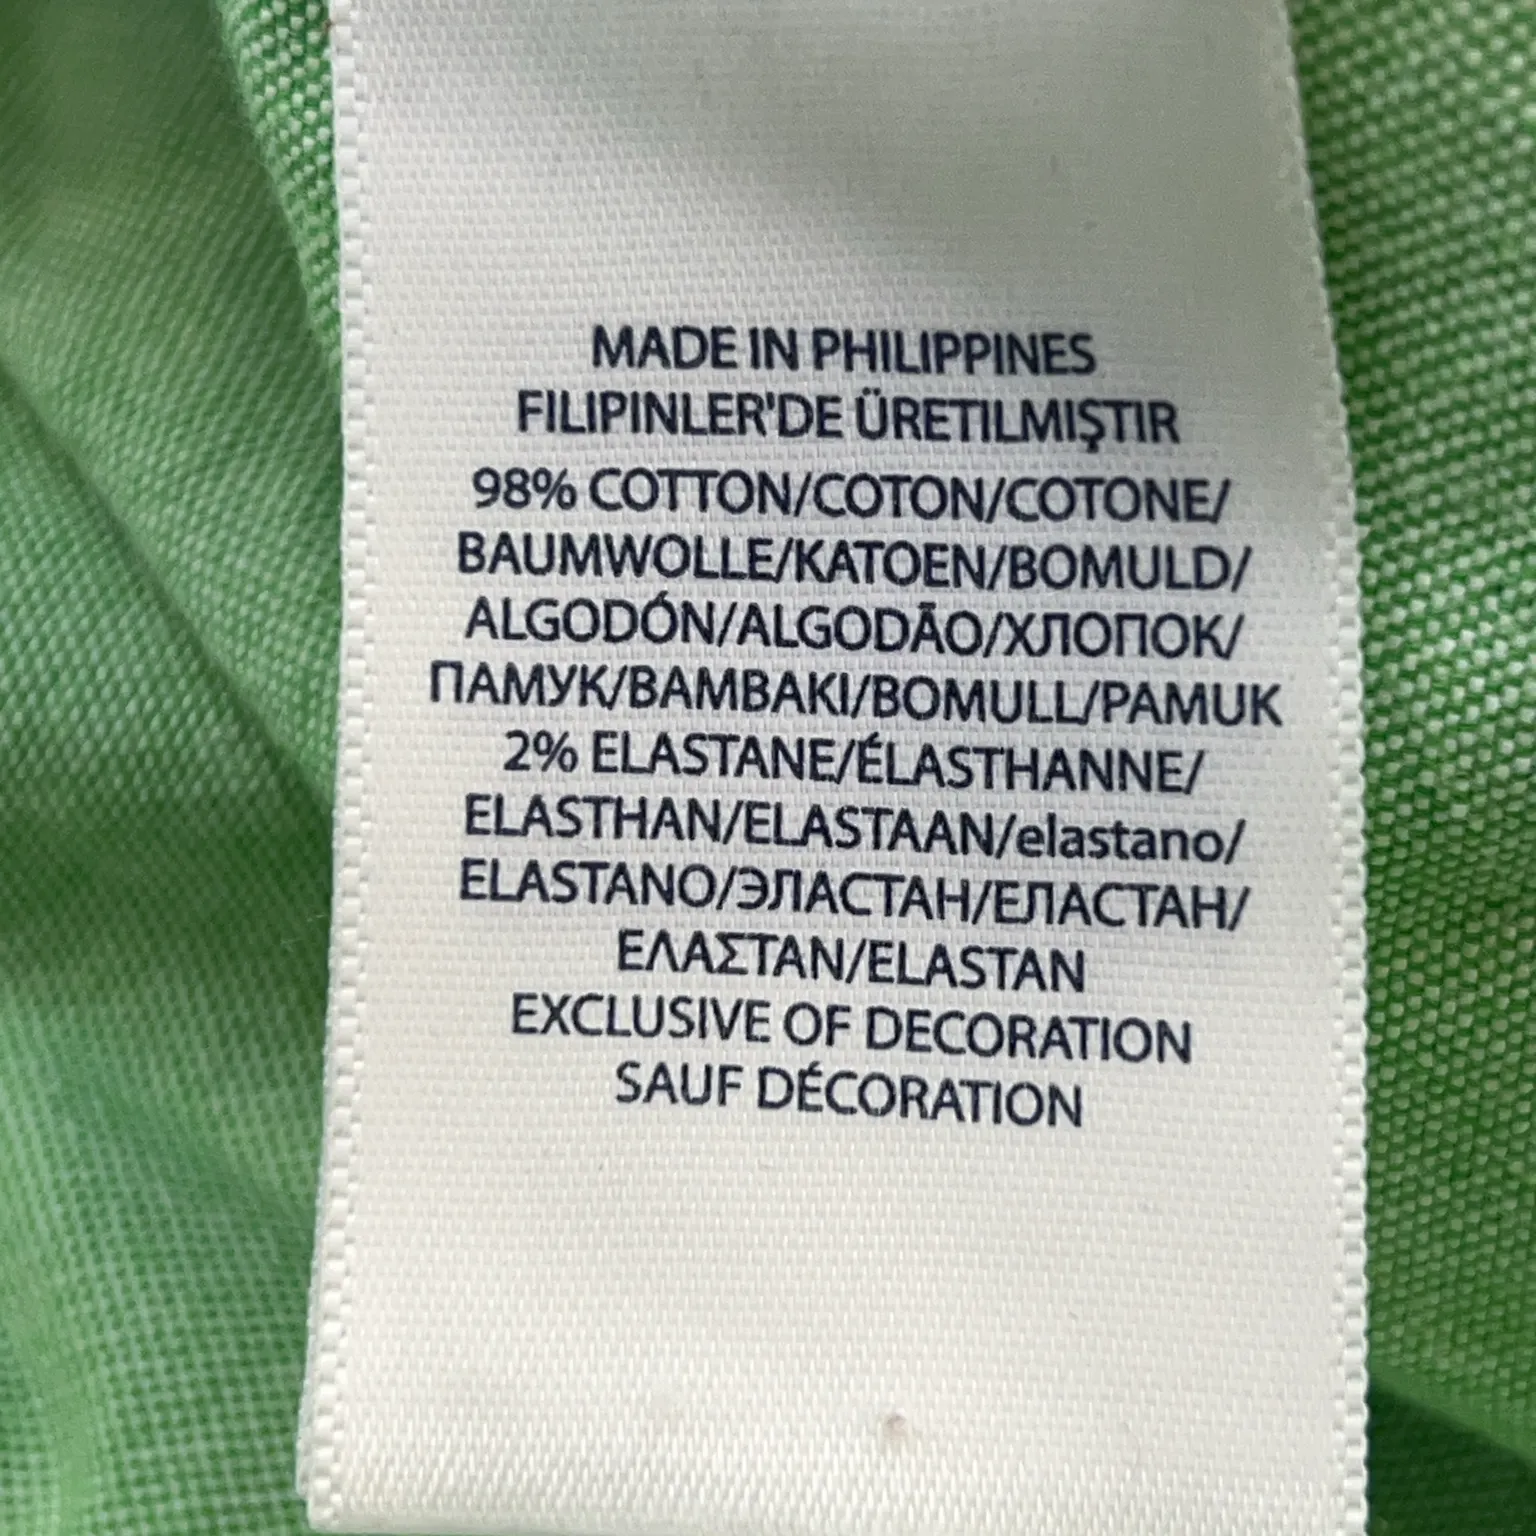 MADE IN PHILIPPINES
FILIPINLER'DE ÜRETILMIŞTIR
98% COTTON/COTON/COTONE/
BAUMWOLLE/KATOEN/BOMULD/
ALGODÓN/ALGODÃO/ХЛОПОК/
ПАМУК/BAMBAKI/BOMULL/PAMUK
2% ELASTANE/ÉLASTHANNE/
ELASTHAN/ELASTAAN/elastano/
ELASTANO/ЭЛАСТАН/ЕЛАСТАН/
ΕΛΑΣΤΑΝ/ELASTAN
EXCLUSIVE OF DECORATION
SAUF DÉCORATION